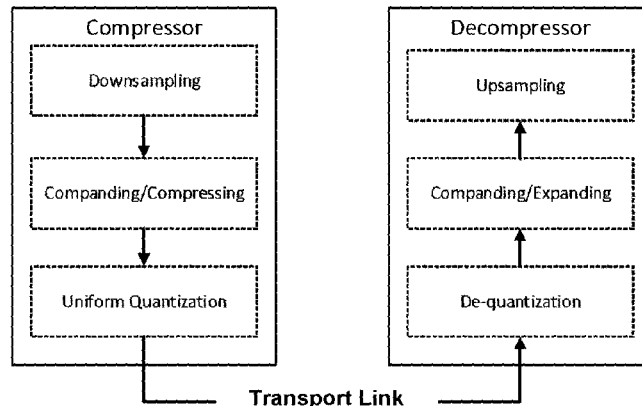 Compressor
Downsampling
Companding/Compressing
Uniform Quantization
Decompressor
Upsampling
Companding/Expanding
De-quantization
Transport Link